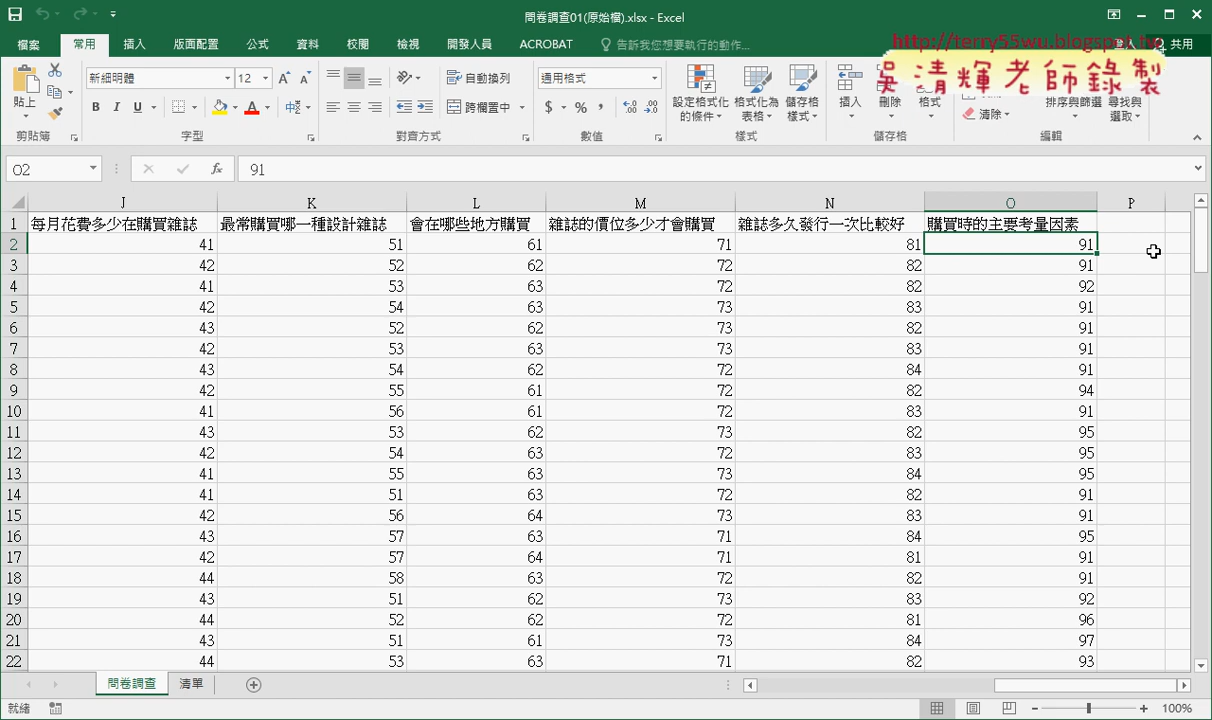 問卷調查01(原始檔).xlsx - Excel
檔案 常用 插入 版面配置 公式 資料 校閱 檢視 開發人員 ACROBAT 告訴我您想要執行的動作... 共用
http://terry55wu.blogspot.tw
吳清輝老師錄製
貼上 新細明體 12 自動換列 通用格式 設定格式化的條件 格式化為表格 儲存格樣式 插入 刪除 格式 清除 排序與篩選 尋找與選取
B I U 跨欄置中 $ % ,
剪貼簿 字型 對齊方式 數值 樣式 儲存格 編輯
O2 fx 91
J K L M N O P
1 每月花費多少在購買雜誌 最常購買哪一種設計雜誌 會在哪些地方購買 雜誌的價位多少才會購買 雜誌多久發行一次比較好 購買時的主要考量因素
2 41 51 61 71 81 91
3 42 52 62 72 82 91
4 41 53 63 72 82 92
5 42 54 63 73 83 91
6 43 52 62 73 82 91
7 42 53 63 73 83 91
8 43 54 62 72 84 91
9 42 55 61 72 82 94
10 41 56 61 72 83 91
11 43 53 62 73 82 95
12 42 54 63 72 83 95
13 41 55 63 73 84 95
14 41 51 63 72 82 91
15 42 56 64 73 83 91
16 43 57 63 71 84 95
17 42 57 64 71 81 91
18 44 58 63 72 82 91
19 43 51 62 73 83 92
20 44 52 62 72 81 96
21 43 51 61 73 84 97
22 44 53 63 71 82 93
問卷調查 清單
就緒 100%